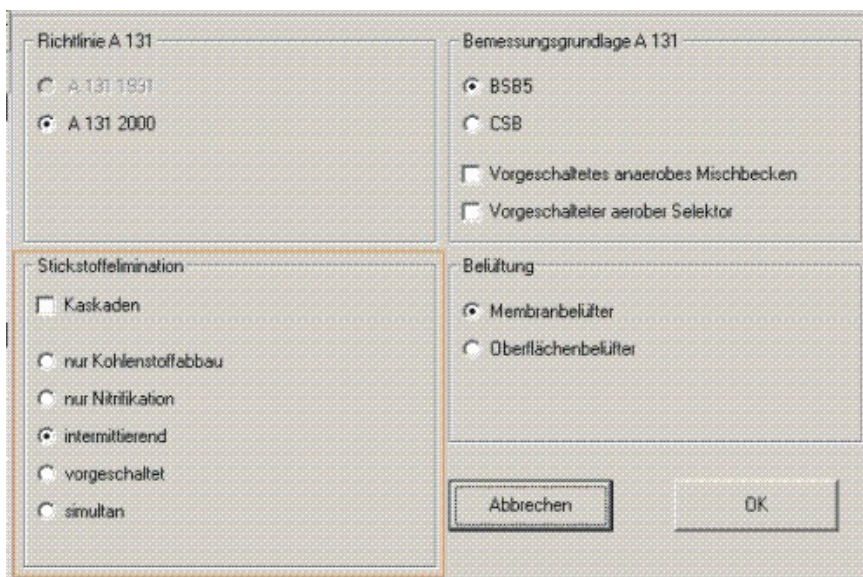 Richtlinie A 131
A 131 1991
A 131 2000
Bemessungsgrundlage A 131
BSB5
CSB
Vorgeschaltetes anaerobes Mischbecken
Vorgeschalteter aerober Selektor
Stickstoffelimination
Kaskaden
nur Kohlenstoffabbau
nur Nitrifikation
intermittierend
vorgeschaltet
simultan
Belüftung
Membranbelüfter
Oberflächenbelüfter
Abbrechen
OK